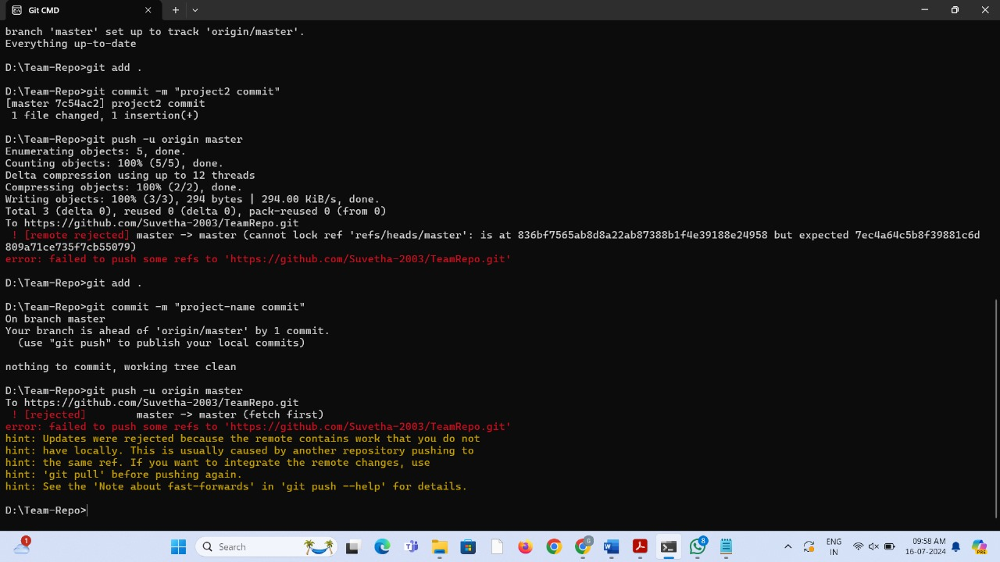 Git CMD
branch 'master' set up to track 'origin/master'.
Everything up-to-date
D:\Team-Repo>git add .
D:\Team-Repo>git commit -m "project2 commit"
[master 7c54ac2] project2 commit
 1 file changed, 1 insertion(+)
D:\Team-Repo>git push -u origin master
Enumerating objects: 5, done.
Counting objects: 100% (5/5), done.
Delta compression using up to 12 threads
Compressing objects: 100% (2/2), done.
Writing objects: 100% (3/3), 294 bytes | 294.00 KiB/s, done.
Total 3 (delta 0), reused 0 (delta 0), pack-reused 0 (from 0)
To https://github.com/Suvetha-2003/TeamRepo.git
 ! [remote rejected] master -> master (cannot lock ref 'refs/heads/master': is at 836bf7565ab8d8a22ab87388b1f4e39188e24958 but expected 7ec4a64c5b8f39881c6d
809a71ce735f7cb55079)
error: failed to push some refs to 'https://github.com/Suvetha-2003/TeamRepo.git'
D:\Team-Repo>git add .
D:\Team-Repo>git commit -m "project-name commit"
On branch master
Your branch is ahead of 'origin/master' by 1 commit.
  (use "git push" to publish your local commits)
nothing to commit, working tree clean
D:\Team-Repo>git push -u origin master
To https://github.com/Suvetha-2003/TeamRepo.git
 ! [rejected]        master -> master (fetch first)
error: failed to push some refs to 'https://github.com/Suvetha-2003/TeamRepo.git'
hint: Updates were rejected because the remote contains work that you do not
hint: have locally. This is usually caused by another repository pushing to
hint: the same ref. If you want to integrate the remote changes, use
hint: 'git pull' before pushing again.
hint: See the 'Note about fast-forwards' in 'git push --help' for details.
D:\Team-Repo>
1
Search
G
8
ENG
IN
09:58 AM
16-07-2024
PRE